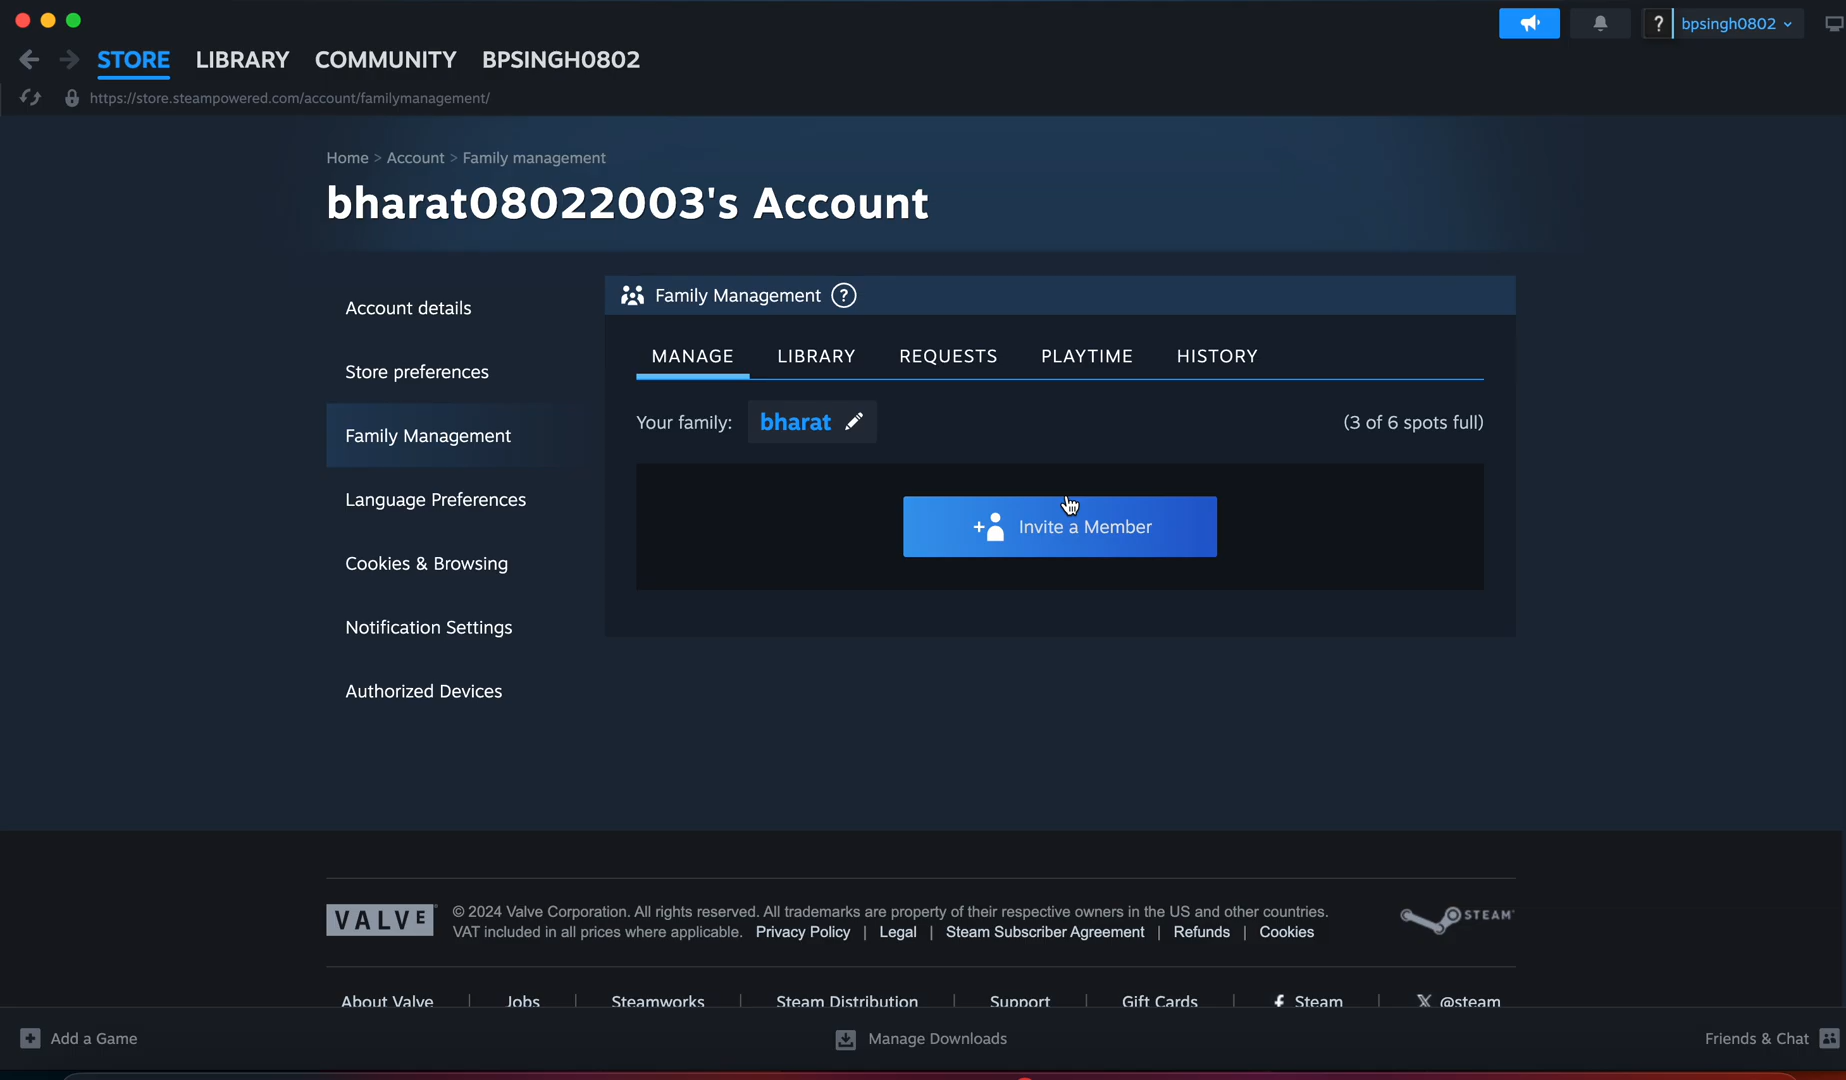 ? bpsingh0802
STORE LIBRARY COMMUNITY BPSINGH0802
https://store.steampowered.com/account/familymanagement/
Home > Account > Family management
bharat08022003's Account
Account details
Store preferences
Family Management
Language Preferences
Cookies & Browsing
Notification Settings
Authorized Devices
Family Management ?
MANAGE LIBRARY REQUESTS PLAYTIME HISTORY
Your family: bharat (3 of 6 spots full)
Invite a Member
VALVE
© 2024 Valve Corporation. All rights reserved. All trademarks are property of their respective owners in the US and other countries.
VAT included in all prices where applicable. Privacy Policy | Legal | Steam Subscriber Agreement | Refunds | Cookies
STEAM
About Valve | Jobs | Steamworks | Steam Distribution | Support | Gift Cards | Steam | @steam
Add a Game Manage Downloads Friends & Chat